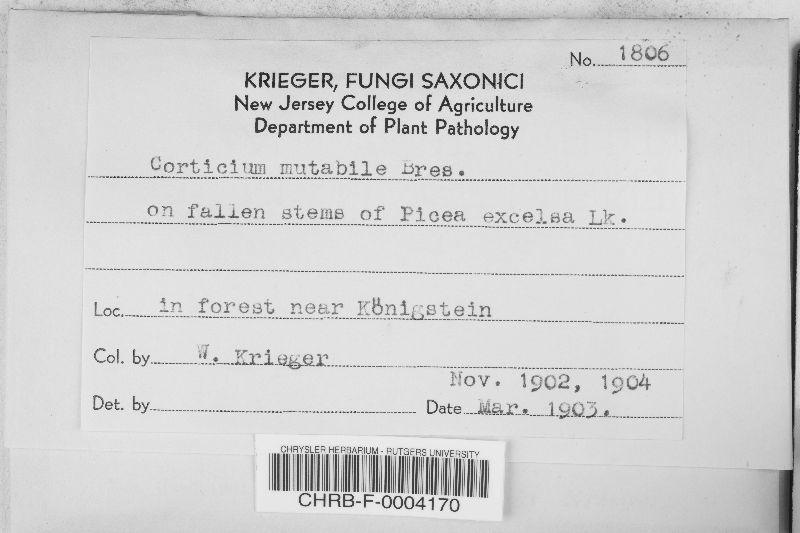 No. 1806
KRIEGER, FUNGI SAXONICI
New Jersey College of Agriculture
Department of Plant Pathology
Corticium mutabile Bres.
on fallen stems of Picea excelsa Lk.
Loc. in forest near Königstein
Col. by W. Krieger
Nov. 1902, 1904
Det. by Date Mar. 1903.
CHRYSLER HERBARIUM - RUTGERS UNIVERSITY
CHRB-F-0004170